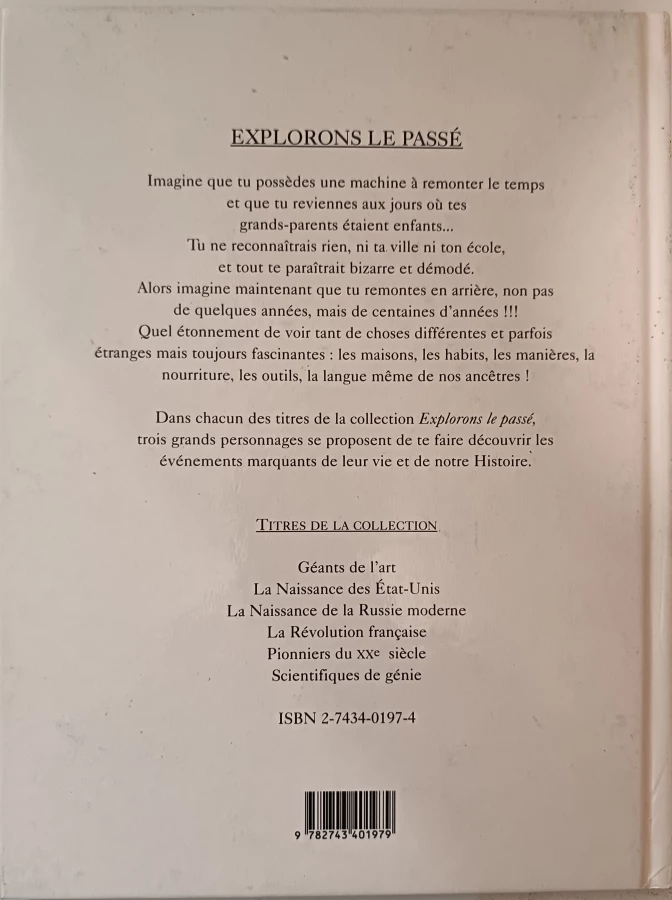 EXPLORONS LE PASSÉ
Imagine que tu possèdes une machine à remonter le temps
et que tu reviennes aux jours où tes
grands-parents étaient enfants...
Tu ne reconnaîtrais rien, ni ta ville ni ton école,
et tout te paraîtrait bizarre et démodé.
Alors imagine maintenant que tu remontes en arrière, non pas
de quelques années, mais de centaines d'années !!!
Quel étonnement de voir tant de choses différentes et parfois
étranges mais toujours fascinantes : les maisons, les habits, les manières, la
nourriture, les outils, la langue même de nos ancêtres !
Dans chacun des titres de la collection Explorons le passé,
trois grands personnages se proposent de te faire découvrir les
événements marquants de leur vie et de notre Histoire.
TITRES DE LA COLLECTION
Géants de l'art
La Naissance des État-Unis
La Naissance de la Russie moderne
La Révolution française
Pionniers du XXe siècle
Scientifiques de génie
ISBN 2-7434-0197-4
9 782743 401979